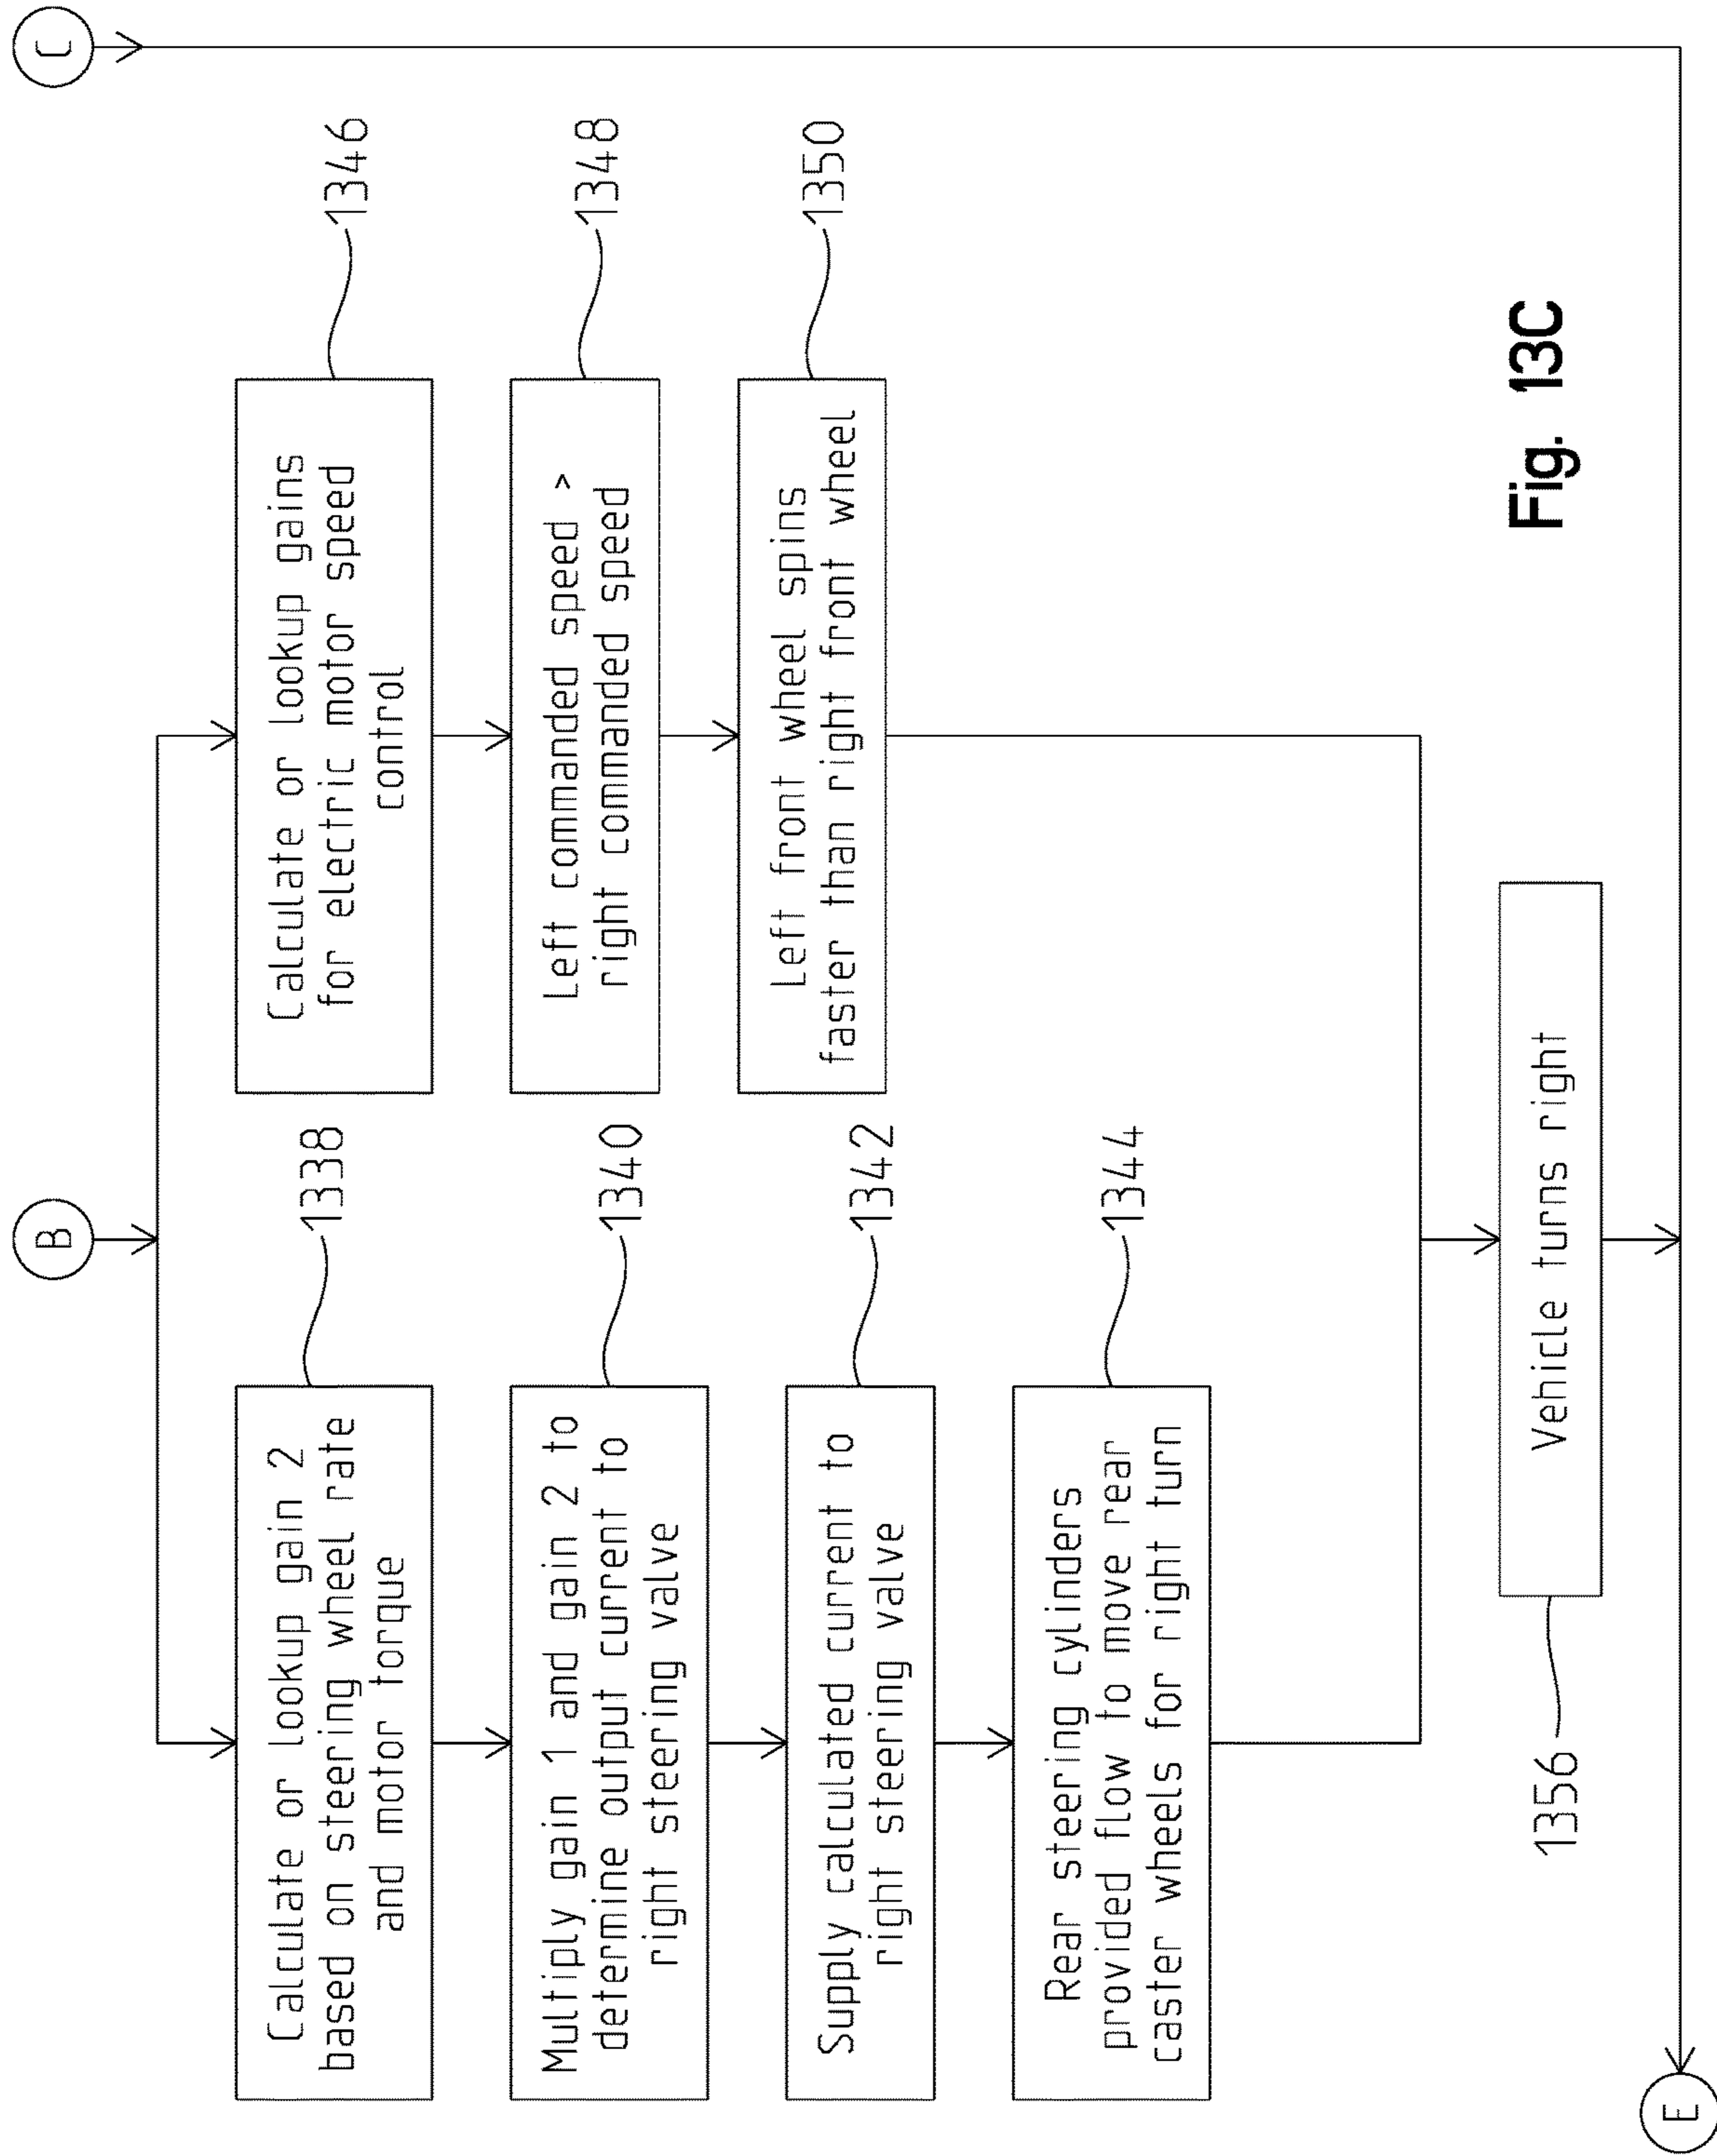 B
C
Calculate or lookup gain 2
based on steering wheel rate
and motor torque
1338
Multiply gain 1 and gain 2 to
determine output current to
right steering valve
1340
Supply calculated current to
right steering valve
1342
Rear steering cylinders
provided flow to move rear
caster wheels for right turn
1344
Calculate or lookup gains
for electric motor speed
control
1346
Left commanded speed >
right commanded speed
1348
Left front wheel spins
faster than right front wheel
1350
Vehicle turns right
1356
E
Fig. 13C